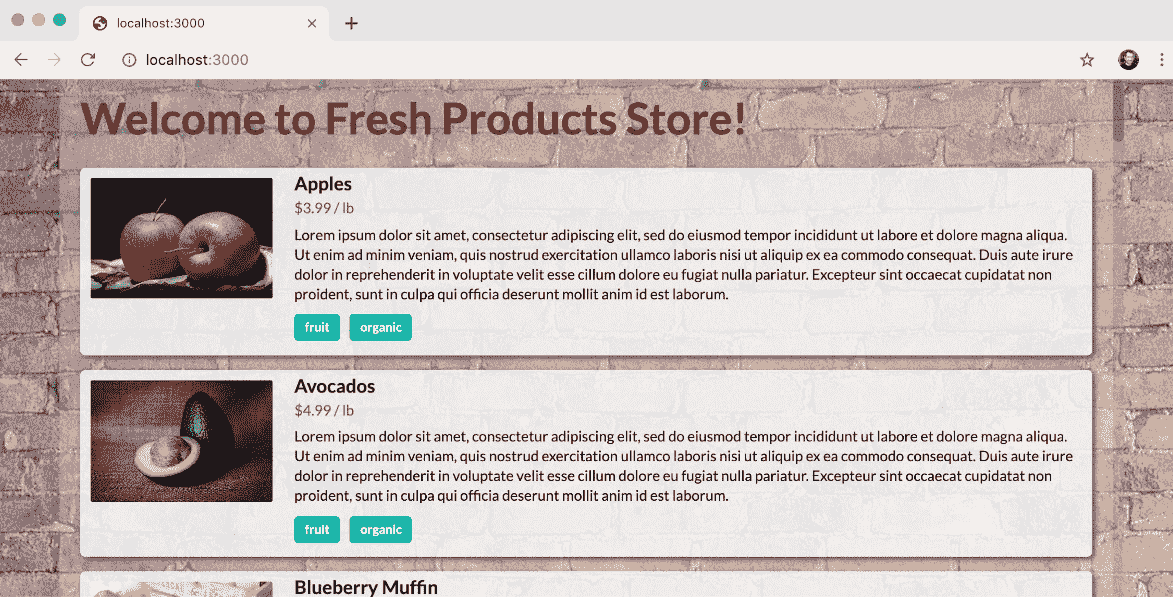 localhost:3000
localhost:3000
Welcome to Fresh Products Store!
Apples
$3.99 / lb
Lorem ipsum dolor sit amet, consectetur adipiscing elit, sed do eiusmod tempor incididunt ut labore et dolore magna aliqua.
Ut enim ad minim veniam, quis nostrud exercitation ullamco laboris nisi ut aliquip ex ea commodo consequat. Duis aute irure
dolor in reprehenderit in voluptate velit esse cillum dolore eu fugiat nulla pariatur. Excepteur sint occaecat cupidatat non
proident, sunt in culpa qui officia deserunt mollit anim id est laborum.
fruit organic
Avocados
$4.99 / lb
Lorem ipsum dolor sit amet, consectetur adipiscing elit, sed do eiusmod tempor incididunt ut labore et dolore magna aliqua.
Ut enim ad minim veniam, quis nostrud exercitation ullamco laboris nisi ut aliquip ex ea commodo consequat. Duis aute irure
dolor in reprehenderit in voluptate velit esse cillum dolore eu fugiat nulla pariatur. Excepteur sint occaecat cupidatat non
proident, sunt in culpa qui officia deserunt mollit anim id est laborum.
fruit organic
Blueberry Muffin